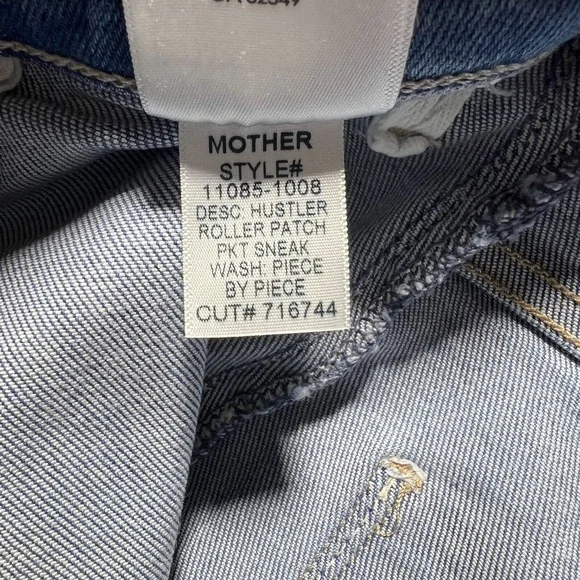 MOTHER
STYLE#
11085-1008
DESC: HUSTLER
ROLLER PATCH
PKT SNEAK
WASH: PIECE
BY PIECE
CUT# 716744